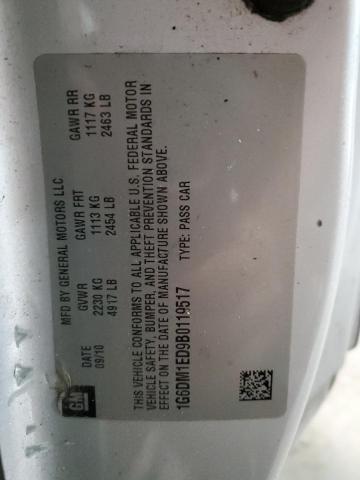 MFD BY GENERAL MOTORS LLC
DATE GVWR GAWR FRT GAWR RR
09/10 2230 KG 1113 KG 1117 KG
4917 LB 2454 LB 2463 LB
THIS VEHICLE CONFORMS TO ALL APPLICABLE U.S. FEDERAL MOTOR
VEHICLE SAFETY, BUMPER, AND THEFT PREVENTION STANDARDS IN
EFFECT ON THE DATE OF MANUFACTURE SHOWN ABOVE.
1G6DM1ED9B0119517 TYPE: PASS CAR
GM